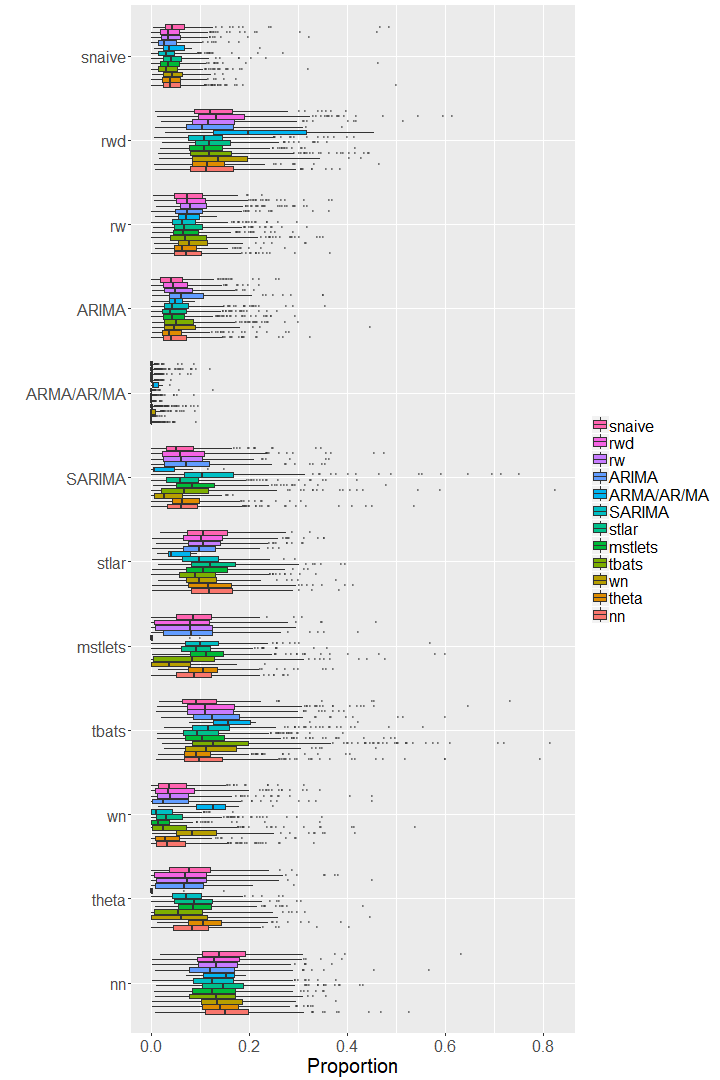 snaive
rwd
rw
ARIMA
ARMA/AR/MA
SARIMA
stlar
mstlets
tbats
wn
theta
nn
0.0 0.2 0.4 0.6 0.8
Proportion
snaive
rwd
rw
ARIMA
ARMA/AR/MA
SARIMA
stlar
mstlets
tbats
wn
theta
nn